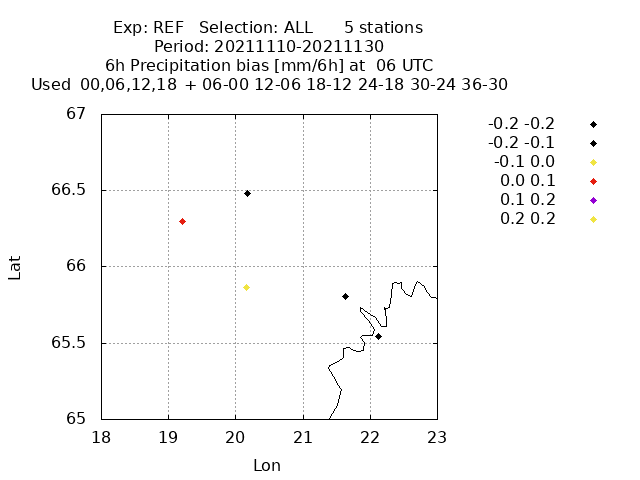 Exp: REF   Selection: ALL      5 stations
Period: 20211110-20211130
6h Precipitation bias [mm/6h] at  06 UTC
Used  00,06,12,18  + 06-00 12-06 18-12 24-18 30-24 36-30
67
66.5
66
65.5
65
18 19 20 21 22 23
Lat
Lon
-0.2 -0.2
-0.2 -0.1
-0.1 0.0
0.0 0.1
0.1 0.2
0.2 0.2